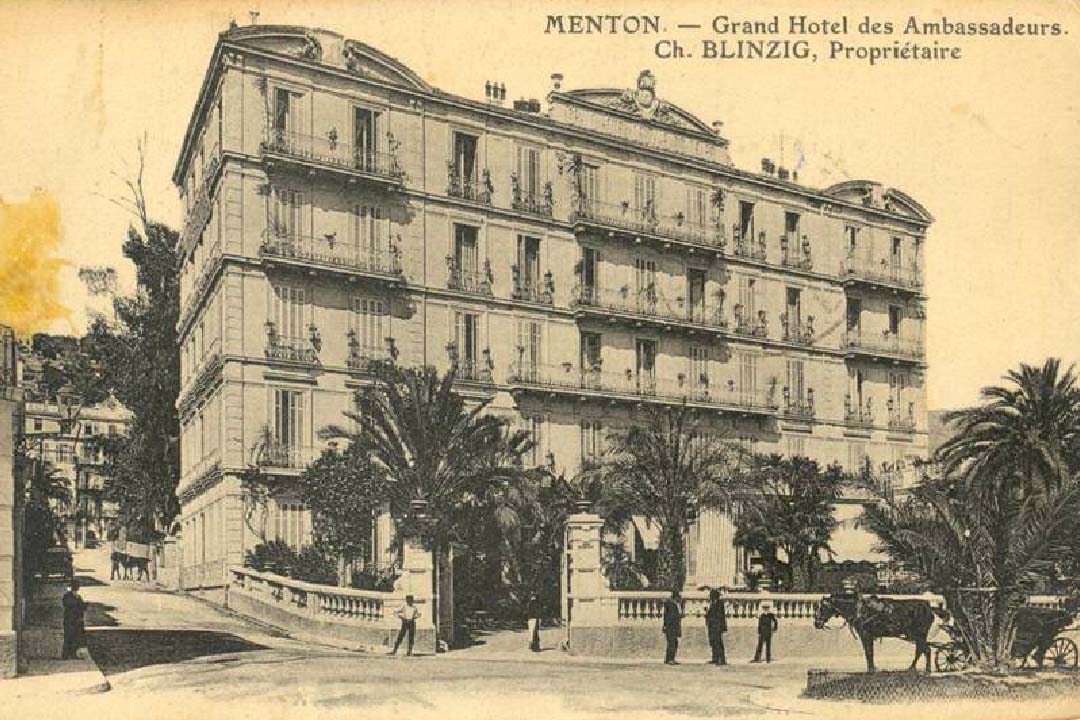 MENTON. — Grand Hotel des Ambassadeurs.
Ch. BLINZIG, Propriétaire